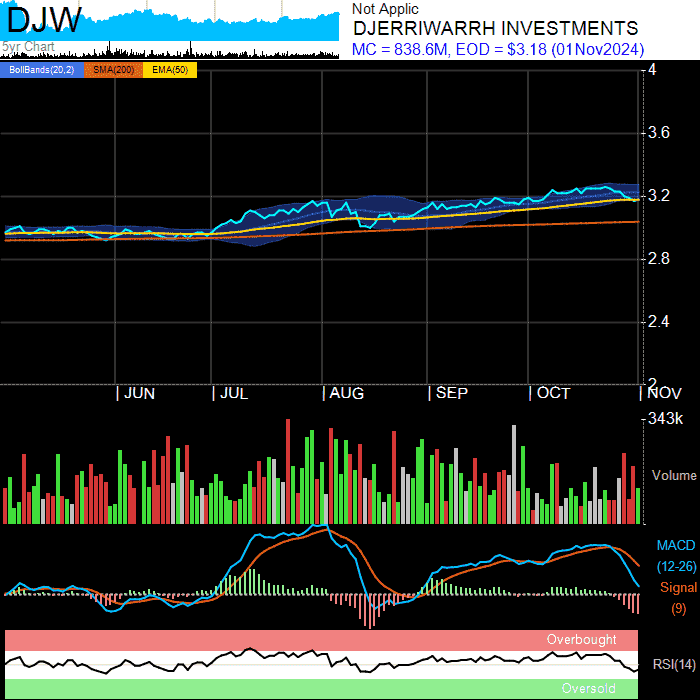 DJW
5yr Chart
Not Applic
DJERRIWARRH INVESTMENTS
MC = 838.6M, EOD = $3.18 (01Nov2024)
BollBands(20,2) SMA(200) EMA(50)
4
3.6
3.2
2.8
2.4
2
JUN JUL AUG SEP OCT NOV
343k
Volume
MACD
(12-26)
Signal
(9)
Overbought
RSI(14)
Oversold